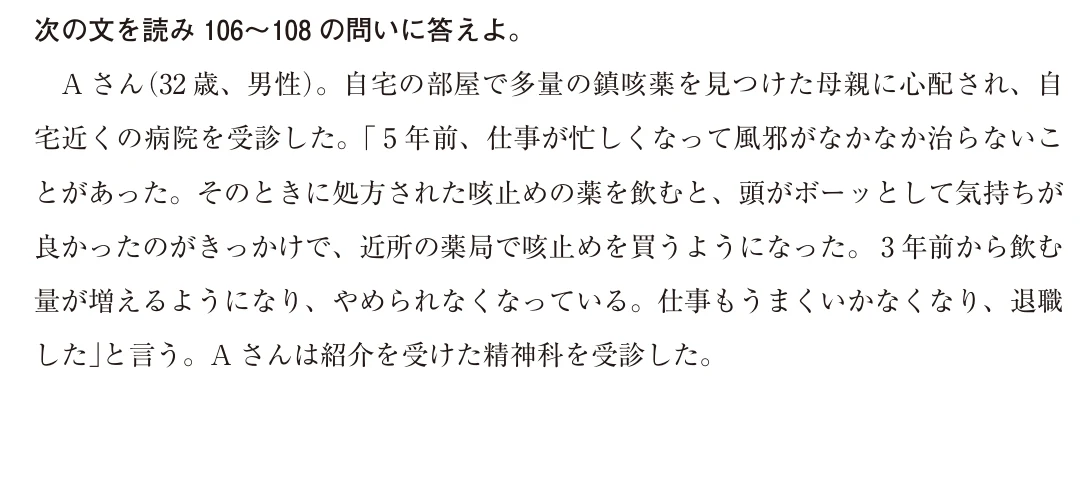 次の文を読み 106~108 の問いに答えよ。
A さん(32 歳、男性)。自宅の部屋で多量の鎮咳薬を見つけた母親に心配され、自
宅近くの病院を受診した。「5 年前、仕事が忙しくなって風邪がなかなか治らないこ
とがあった。そのときに処方された咳止めの薬を飲むと、頭がボーッとして気持ちが
良かったのがきっかけで、近所の薬局で咳止めを買うようになった。3 年前から飲む
量が増えるようになり、やめられなくなっている。仕事もうまくいかなくなり、退職
した」と言う。A さんは紹介を受けた精神科を受診した。